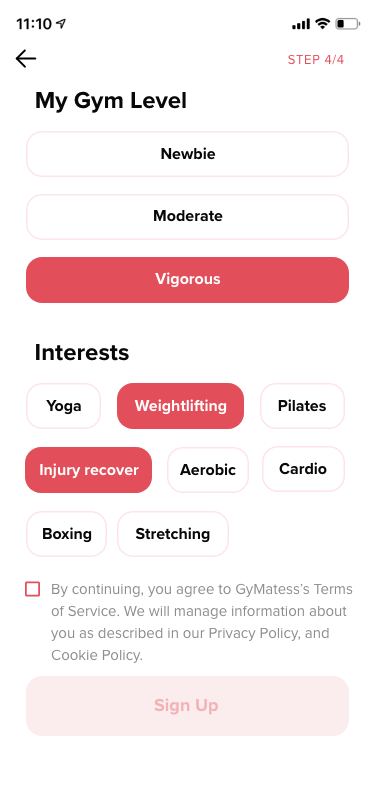 11:10
STEP 4/4
My Gym Level
Newbie
Moderate
Vigorous
Interests
Yoga Weightlifting Pilates
Injury recover Aerobic Cardio
Boxing Stretching
By continuing, you agree to GyMatess's Terms
of Service. We will manage information about
you as described in our Privacy Policy, and
Cookie Policy.
Sign Up